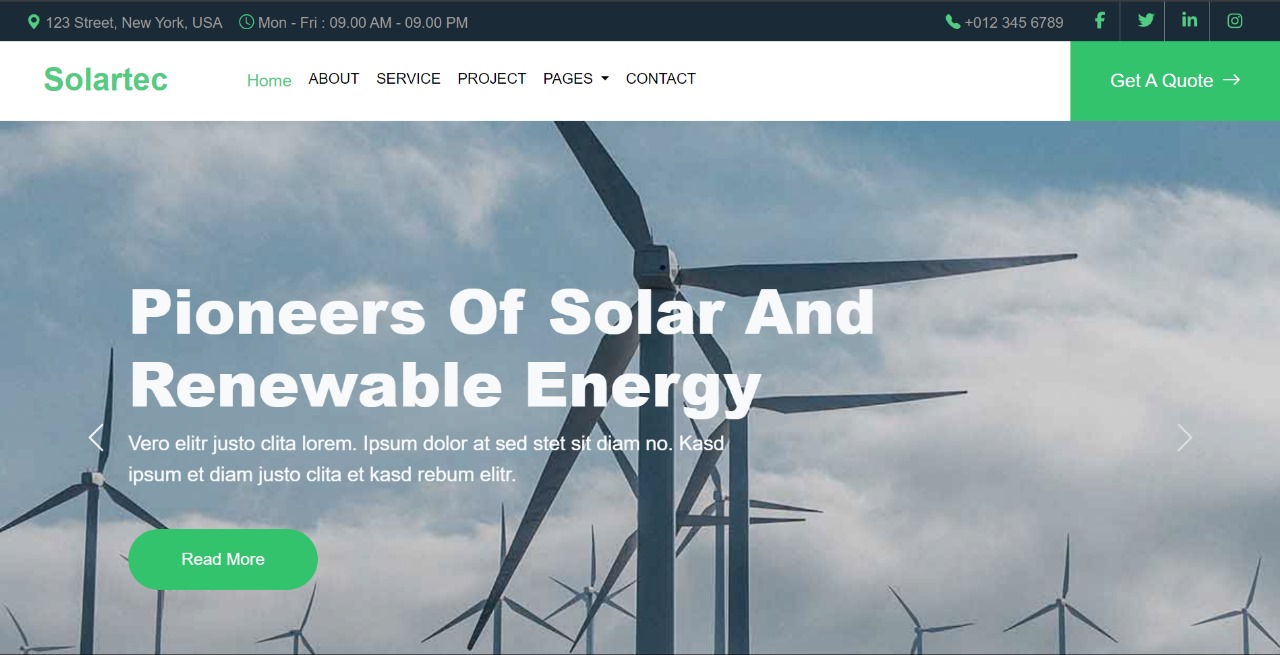 123 Street, New York, USA
Mon - Fri : 09.00 AM - 09.00 PM
+012 345 6789
Solartec
Home
ABOUT
SERVICE
PROJECT
PAGES
CONTACT
Get A Quote
Pioneers Of Solar And
Renewable Energy
Vero elitr justo clita lorem. Ipsum dolor at sed stet sit diam no. Kasd
ipsum et diam justo clita et kasd rebum elitr.
Read More